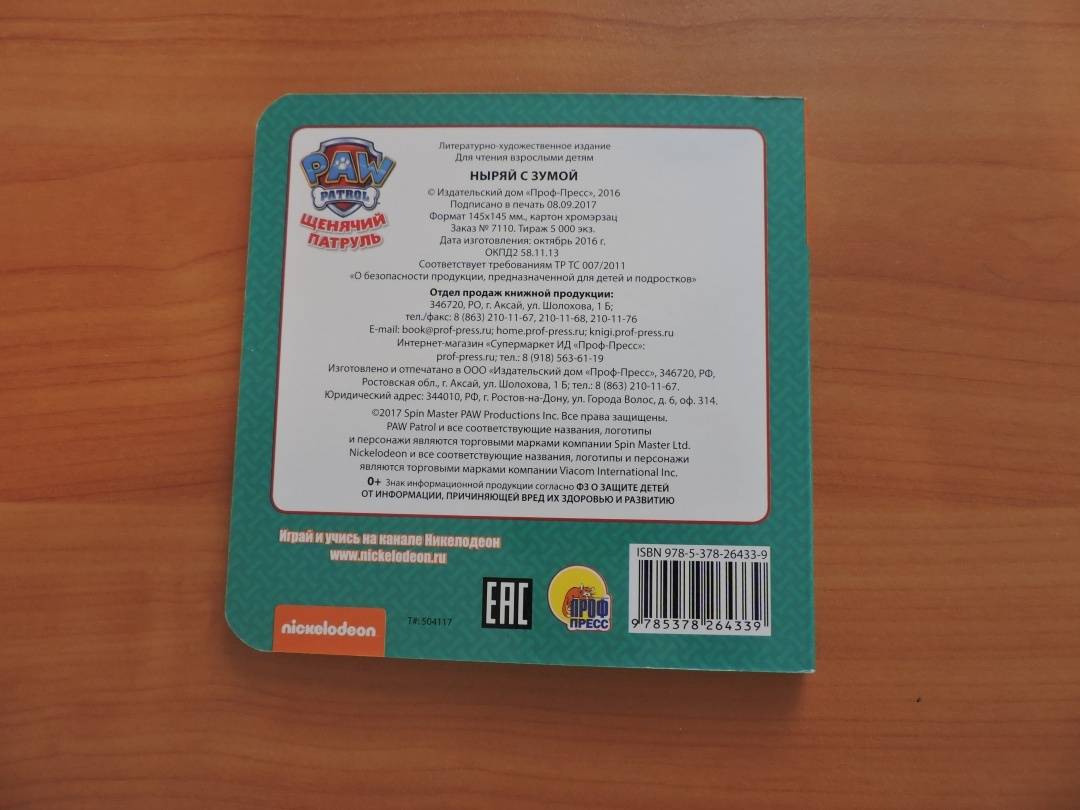 PAW
PATROL
ЩЕНЯЧИЙ
ПАТРУЛЬ
Литературно-художественное издание
Для чтения взрослыми детям
НЫРЯЙ С ЗУМОЙ
© Издательский дом «Проф-Пресс», 2016
Подписано в печать 08.09.2017
Формат 145х145 мм., картон хромэрзац
Заказ № 7110. Тираж 5 000 экз.
Дата изготовления: октябрь 2016 г.
ОКПД2 58.11.13
Соответствует требованиям ТР ТС 007/2011
«О безопасности продукции, предназначенной для детей и подростков»
Отдел продаж книжной продукции:
346720, РО, г. Аксай, ул. Шолохова, 1 Б;
тел./факс: 8 (863) 210-11-67, 210-11-68, 210-11-76
E-mail: book@prof-press.ru; home.prof-press.ru; knigi.prof-press.ru
Интернет-магазин «Супермаркет ИД «Проф-Пресс»:
prof-press.ru; тел.: 8 (918) 563-61-19
Изготовлено и отпечатано в ООО «Издательский дом «Проф-Пресс», 346720, РФ,
Ростовская обл., г. Аксай, ул. Шолохова, 1 Б; тел.: 8 (863) 210-11-67.
Юридический адрес: 344010, РФ, г. Ростов-на-Дону, ул. Города Волос, д. 6, оф. 314.
©2017 Spin Master PAW Productions Inc. Все права защищены.
PAW Patrol и все соответствующие названия, логотипы
и персонажи являются торговыми марками компании Spin Master Ltd.
Nickelodeon и все соответствующие названия, логотипы и персонажи
являются торговыми марками компании Viacom International Inc.
0+ Знак информационной продукции согласно ФЗ О ЗАЩИТЕ ДЕТЕЙ
ОТ ИНФОРМАЦИИ, ПРИЧИНЯЮЩЕЙ ВРЕД ИХ ЗДОРОВЬЮ И РАЗВИТИЮ
Играй и учись на канале Никелодеон
www.nickelodeon.ru
nickelodeon
T#: 504117
EAC
ПРОФ
ПРЕСС
ISBN 978-5-378-26433-9
9 785378 264339